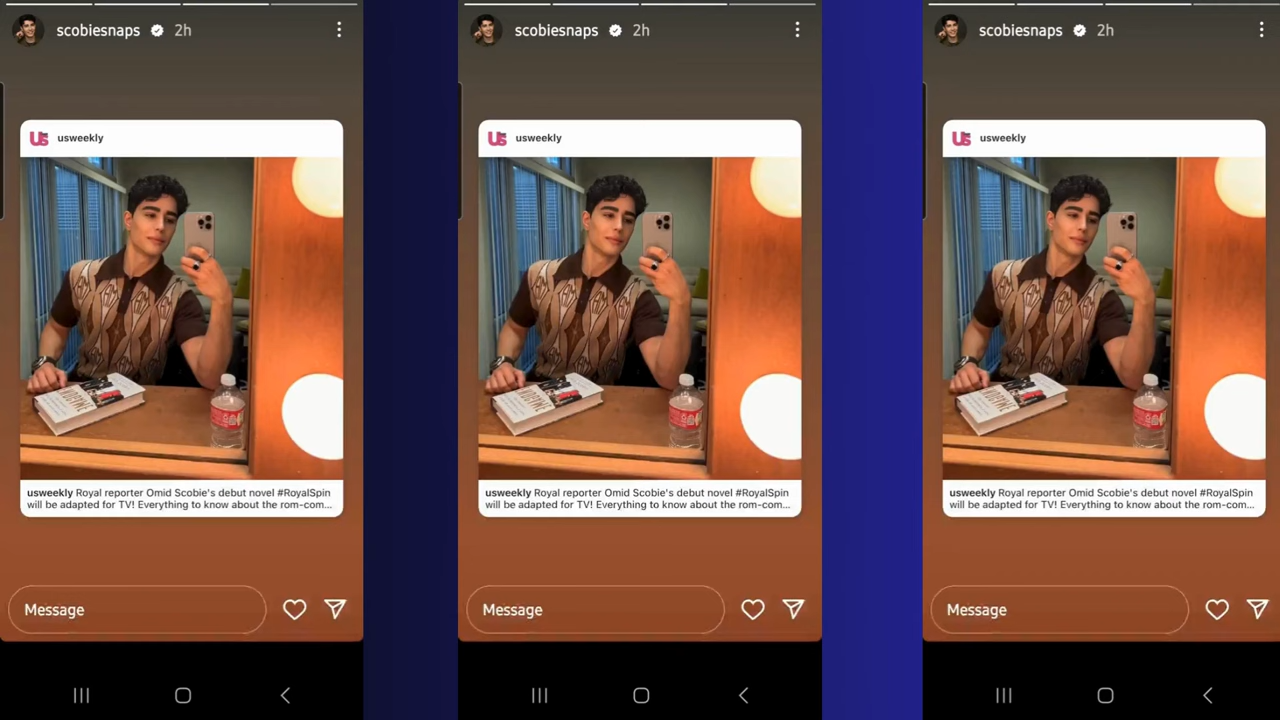 scobiesnaps 2h
Us usweekly
usweekly Royal reporter Omid Scobie's debut novel #RoyalSpin
will be adapted for TV! Everything to know about the rom-com...
Message
scobiesnaps 2h
Us usweekly
usweekly Royal reporter Omid Scobie's debut novel #RoyalSpin
will be adapted for TV! Everything to know about the rom-com...
Message
scobiesnaps 2h
Us usweekly
usweekly Royal reporter Omid Scobie's debut novel #RoyalSpin
will be adapted for TV! Everything to know about the rom-com...
Message